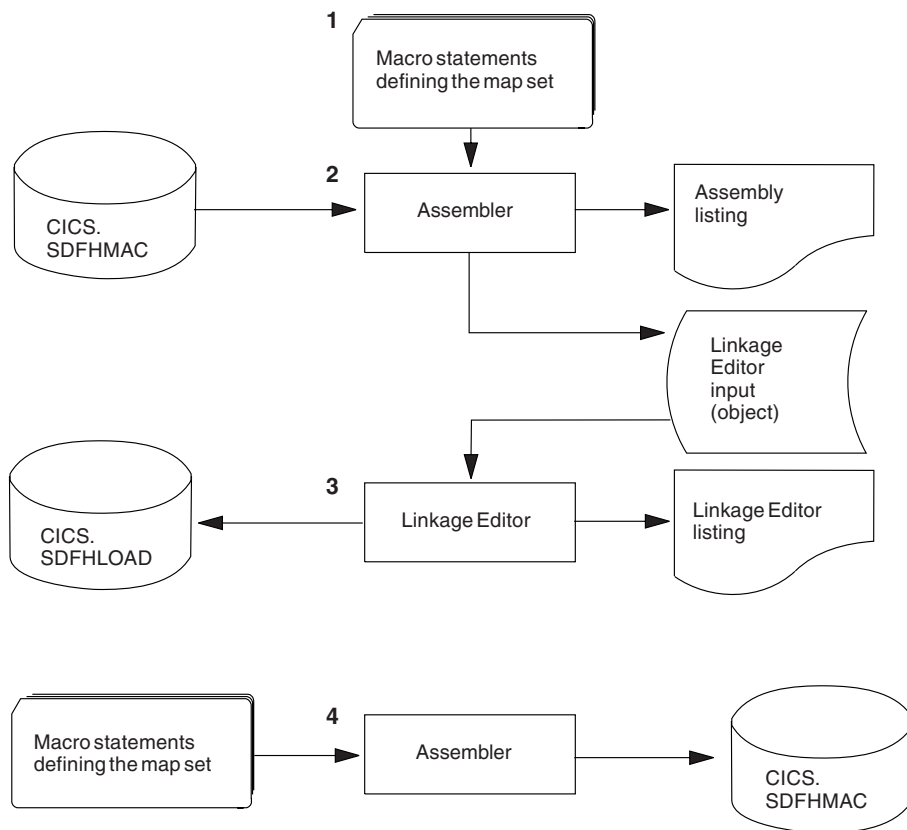 1
Macro statements
defining the map set
2
Assembler
Assembly
listing
CICS.
SDFHMAC
Linkage
Editor
input
(object)
3
Linkage Editor
Linkage Editor
listing
CICS.
SDFHLOAD
4
Macro statements
defining the map set
Assembler
CICS.
SDFHMAC